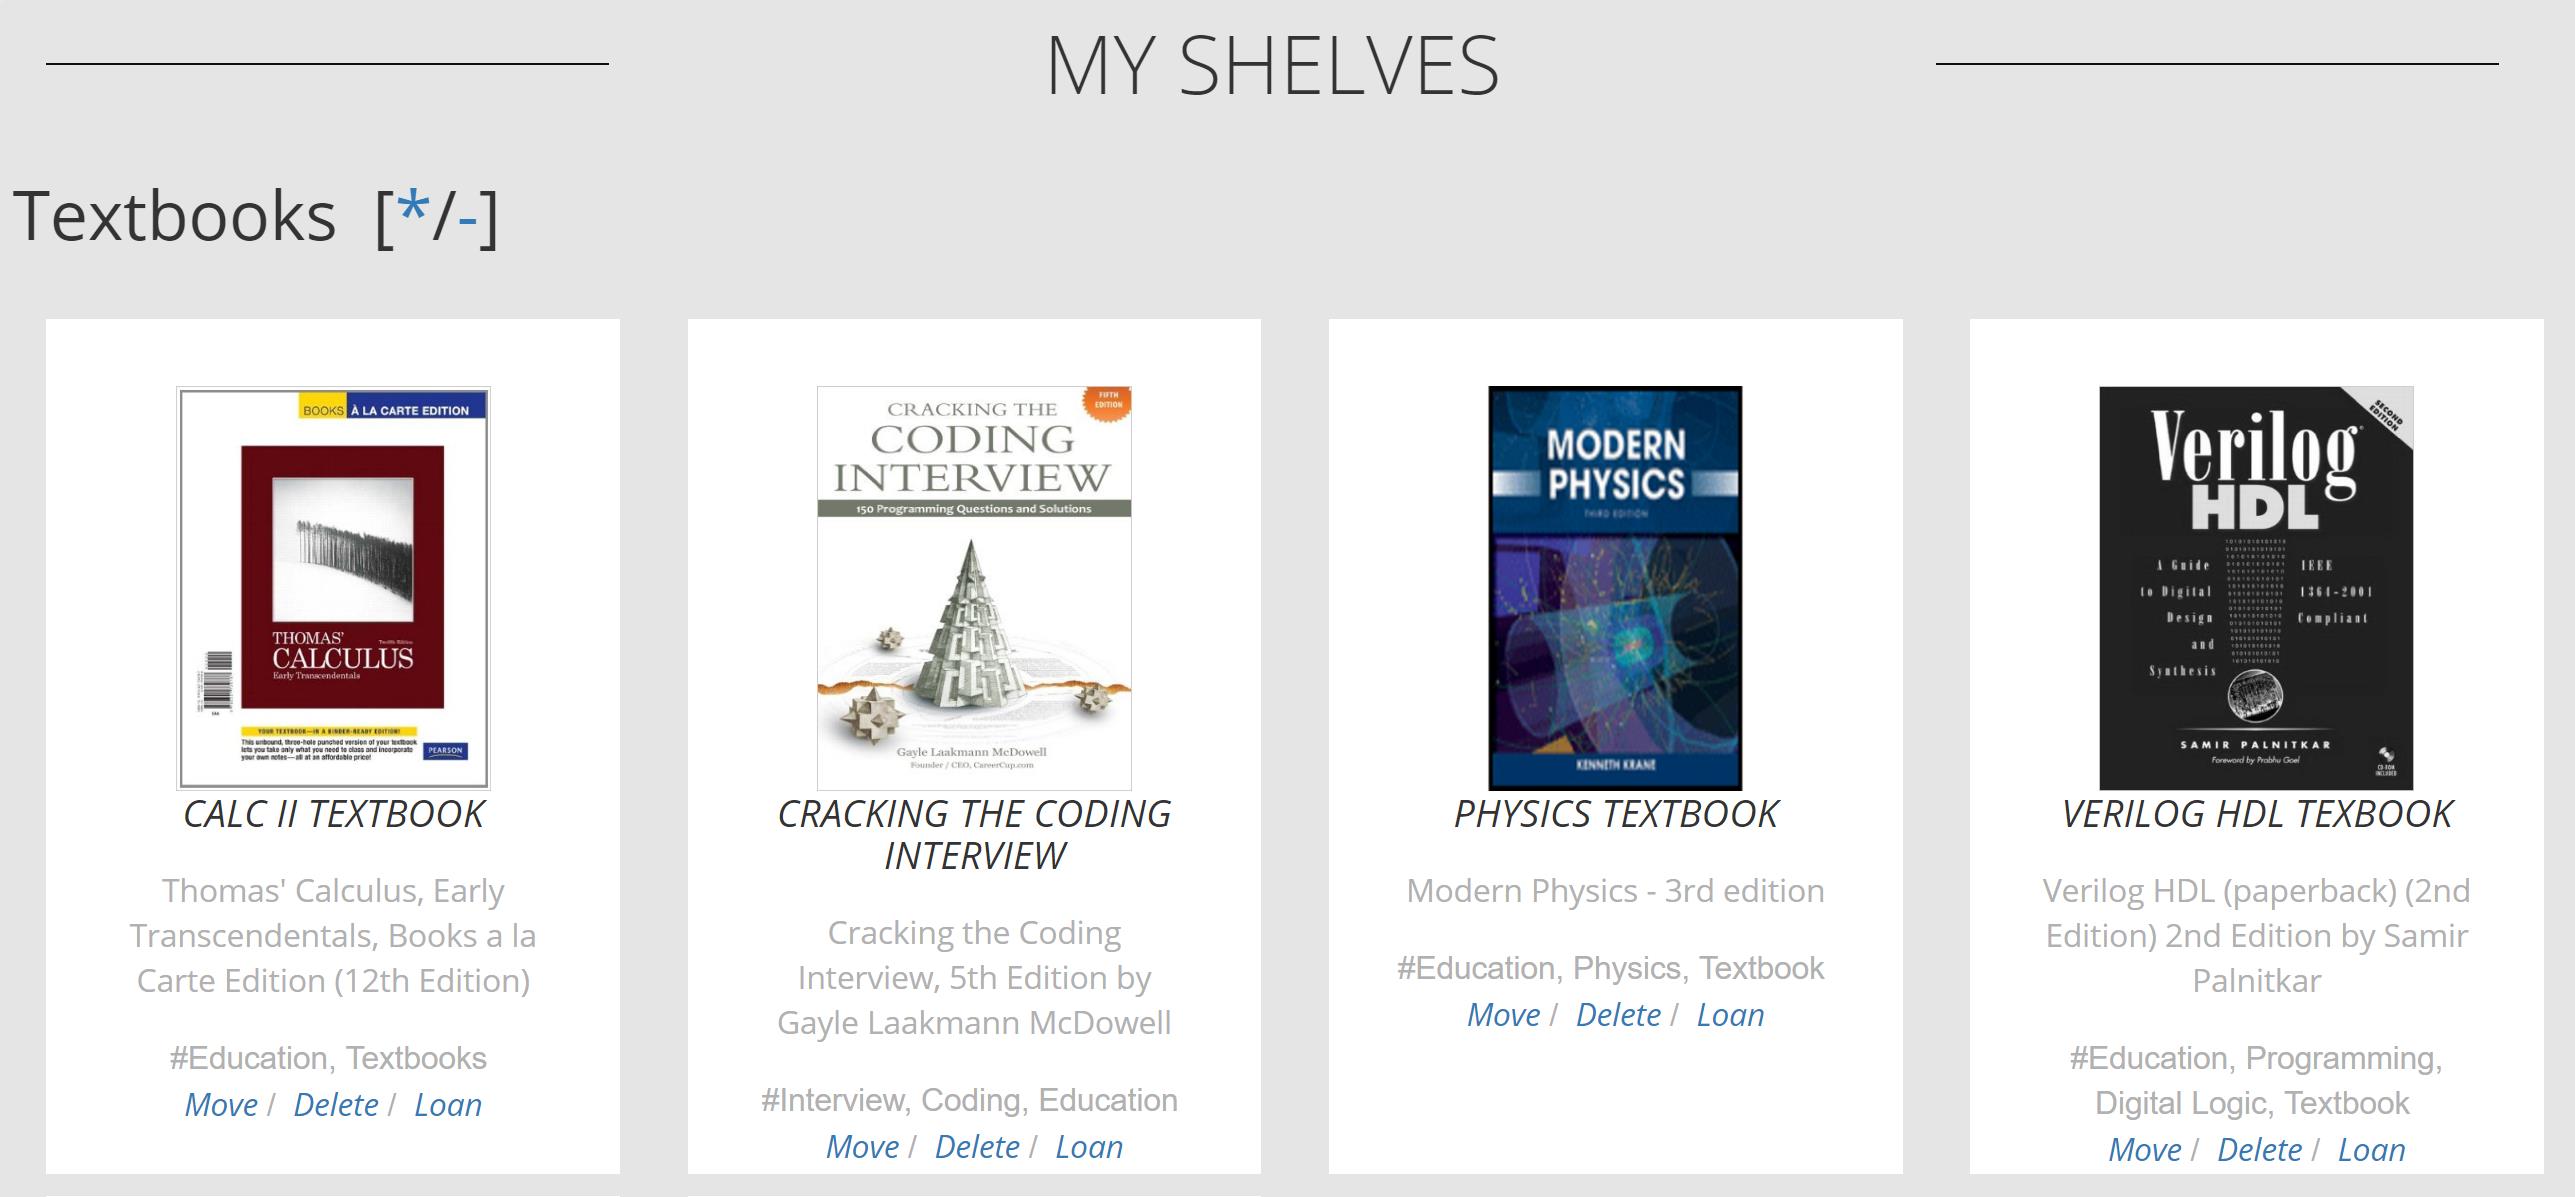 MY SHELVES
Textbooks [*/-]
BOOKS À LA CARTE EDITION
THOMAS'
Twelfth Edition
CALCULUS
Early Transcendentals
YOUR TEXTBOOK—IN A BINDER-READY EDITION!
This unbound, three-hole punched version of your textbook
lets you take only what you need to class and incorporate
your own notes—all at an affordable price!
PEARSON
CALC II TEXTBOOK
Thomas' Calculus, Early
Transcendentals, Books a la
Carte Edition (12th Edition)
#Education, Textbooks
Move / Delete / Loan
FIFTH
EDITION
CRACKING THE
CODING
INTERVIEW
150 Programming Questions and Solutions
Gayle Laakmann McDowell
Founder / CEO, CareerCup.com
CRACKING THE CODING
INTERVIEW
Cracking the Coding
Interview, 5th Edition by
Gayle Laakmann McDowell
#Interview, Coding, Education
Move / Delete / Loan
MODERN
PHYSICS
THIRD EDITION
KENNETH KRANE
PHYSICS TEXTBOOK
Modern Physics - 3rd edition
#Education, Physics, Textbook
Move / Delete / Loan
SECOND
EDITION
Verilog
HDL
A Guide
to Digital
Design
and
Synthesis
IEEE
1364-2001
Compliant
SAMIR PALNITKAR
Foreword by Prabhu Goel
CD-ROM
INCLUDED
VERILOG HDL TEXBOOK
Verilog HDL (paperback) (2nd
Edition) 2nd Edition by Samir
Palnitkar
#Education, Programming,
Digital Logic, Textbook
Move / Delete / Loan